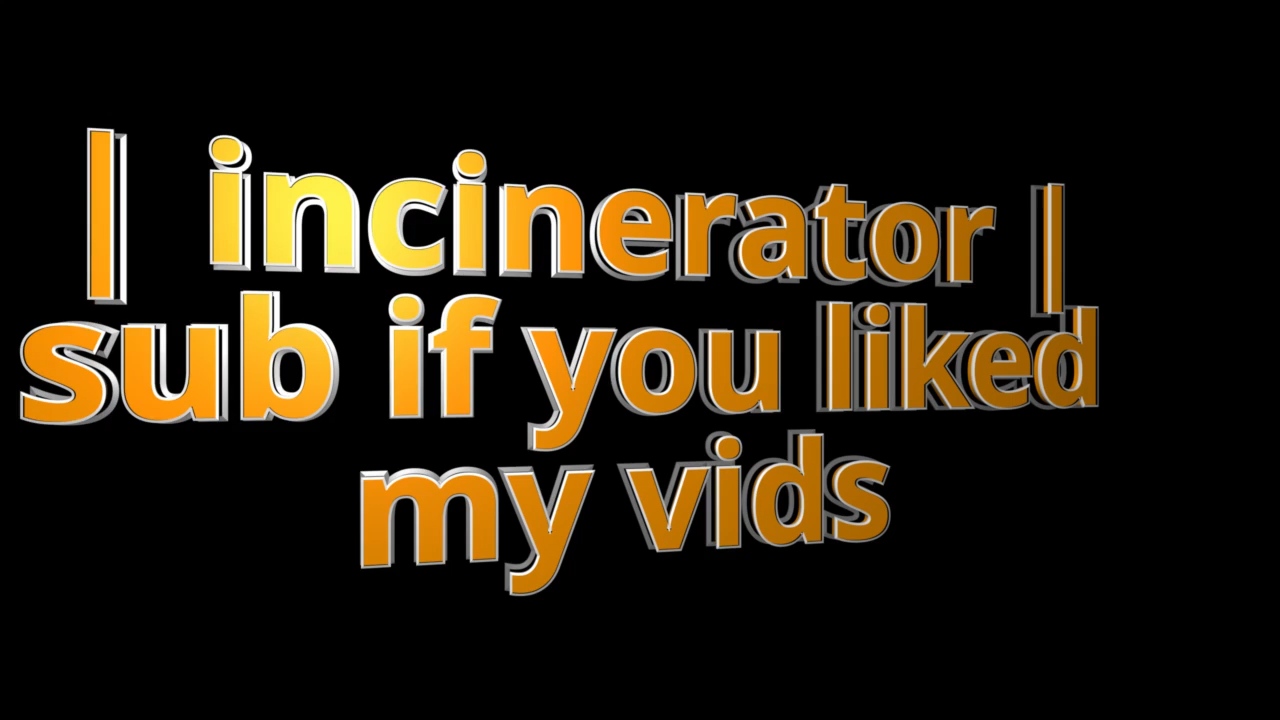 | incinerator |
sub if you liked
my vids